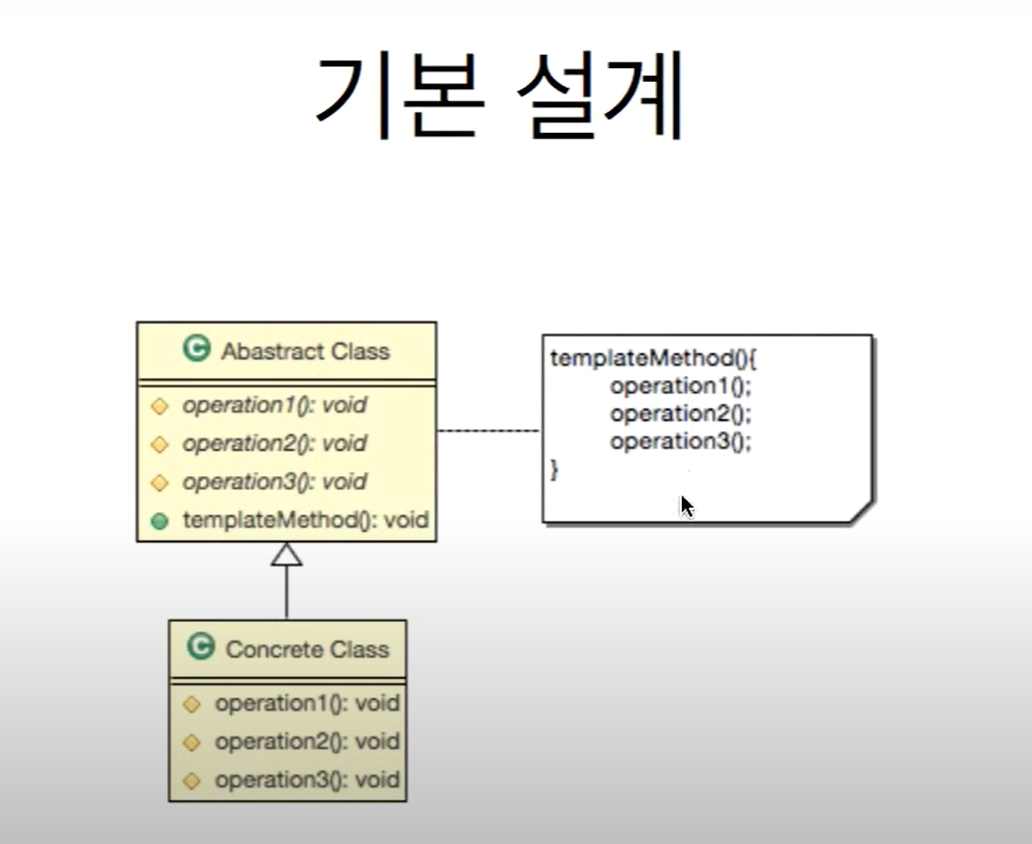 기본 설계
C Abastract Class
operation1(): void
operation2(): void
operation3(): void
templateMethod(): void
templateMethod(){
operation1();
operation2();
operation3();
}
C Concrete Class
operation1(): void
operation2(): void
operation3(): void